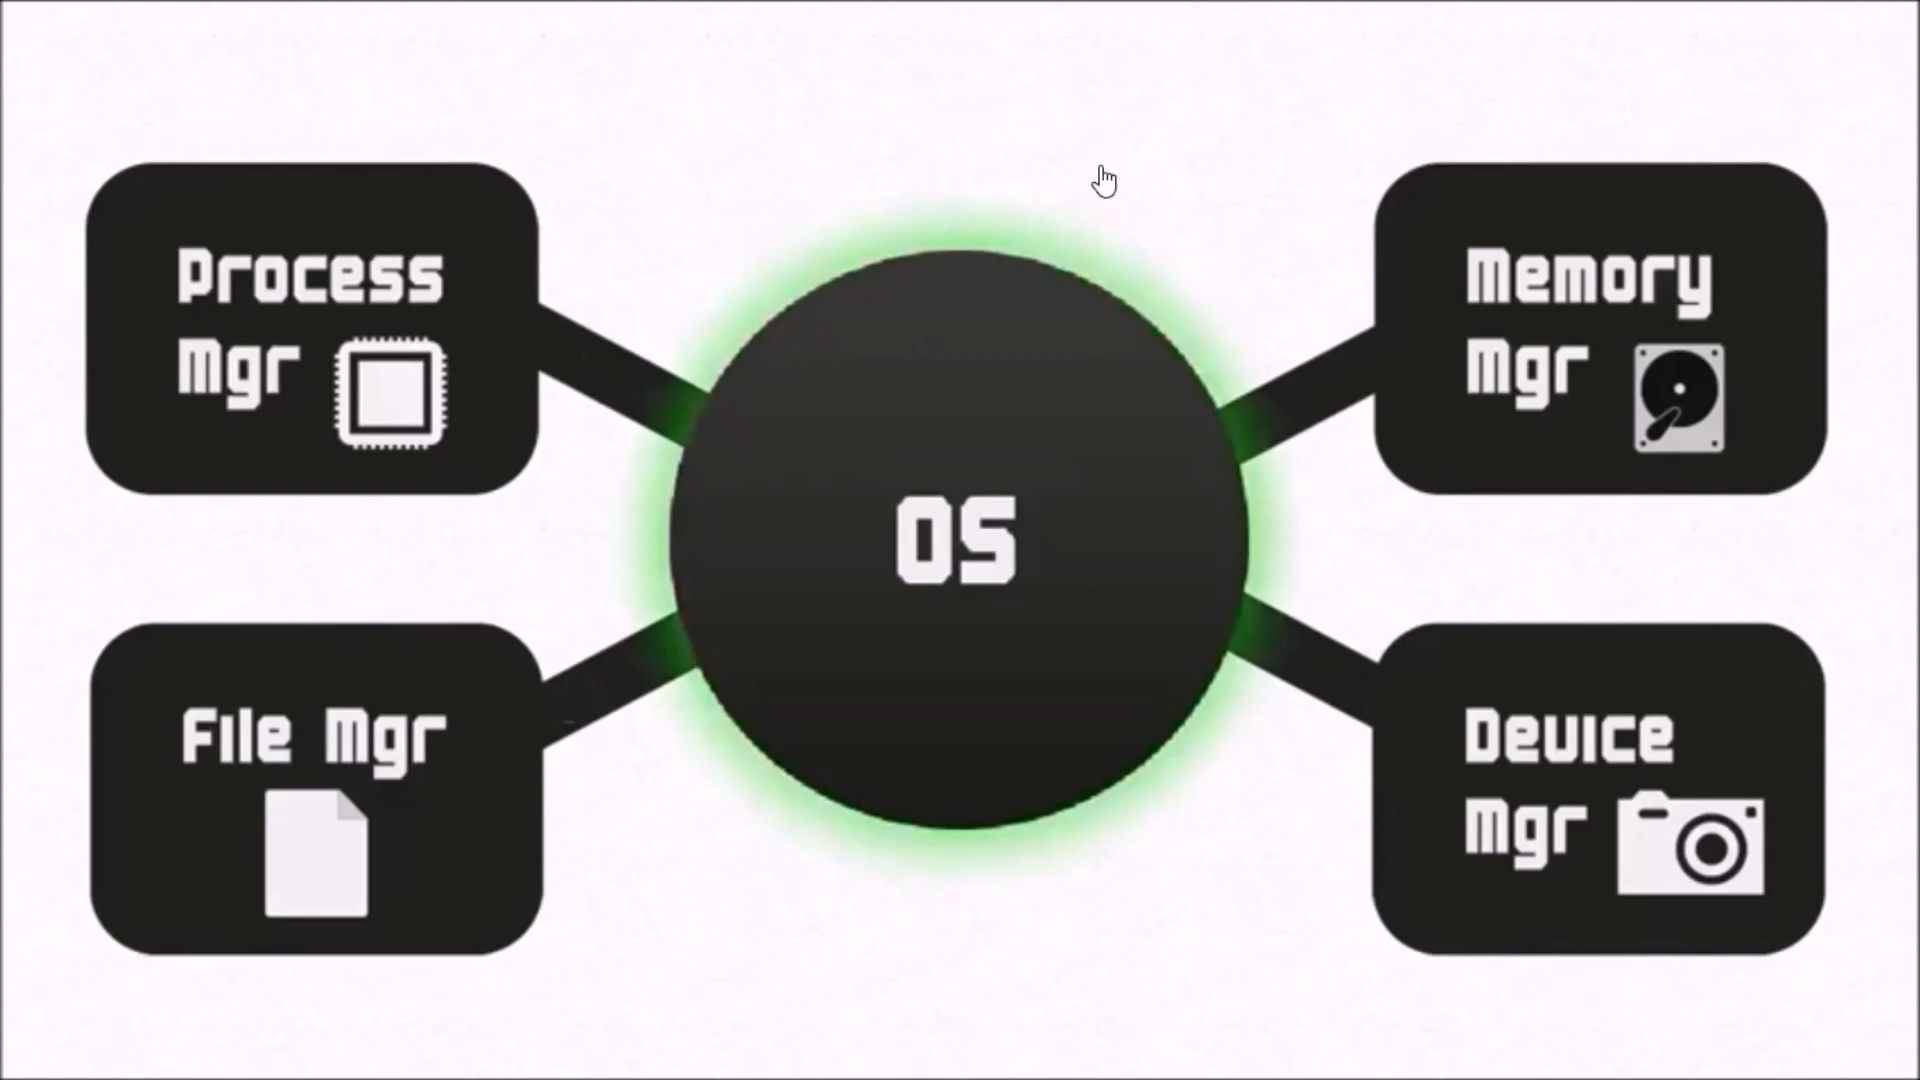 Process
Mgr
Memory
Mgr
OS
File Mgr
Device
Mgr